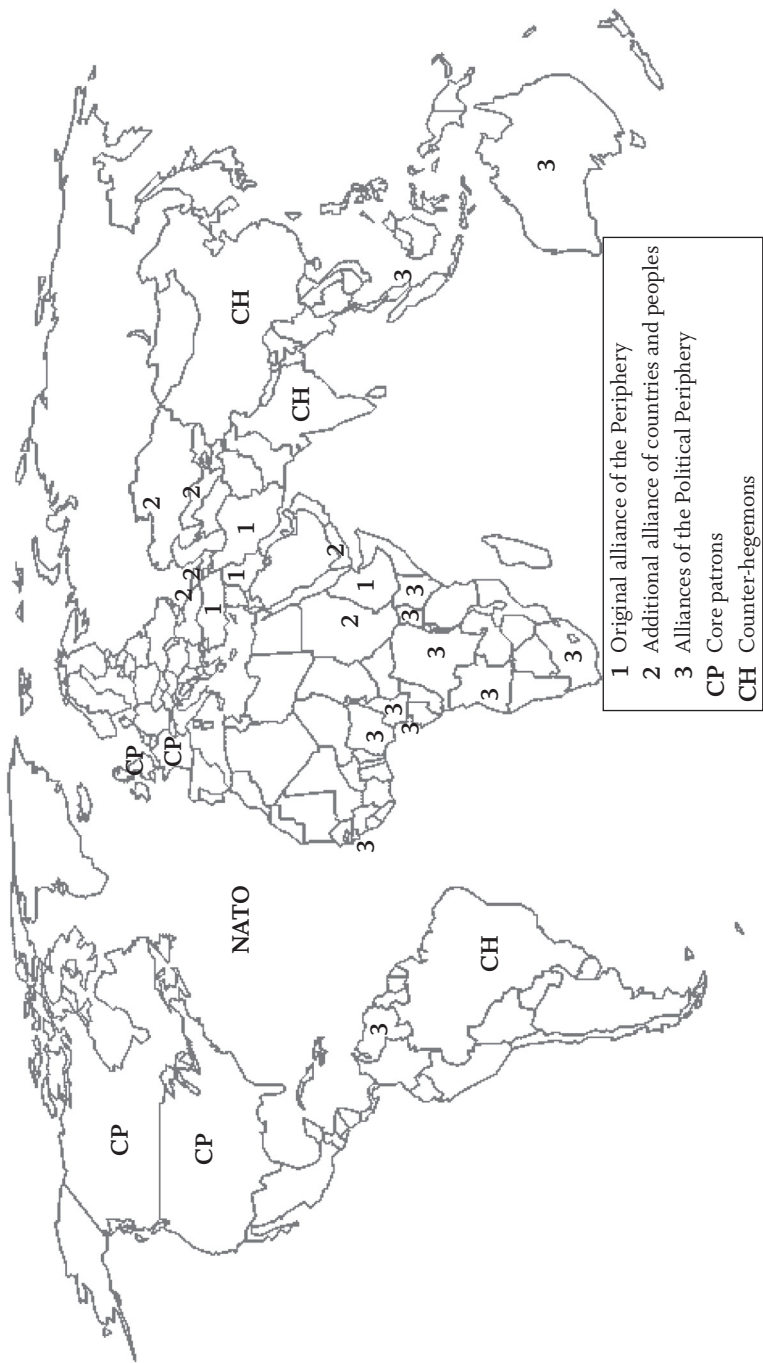 CP
CP
2
CP
2
2
2
CP
1
NATO
1
1
CH
CH
2
2
3
1
3
3
3
3
3
3
3
3
CH
3
3
3
1 Original alliance of the Periphery
2 Additional alliance of countries and peoples
3 Alliances of the Political Periphery
CP Core patrons
CH Counter-hegemons